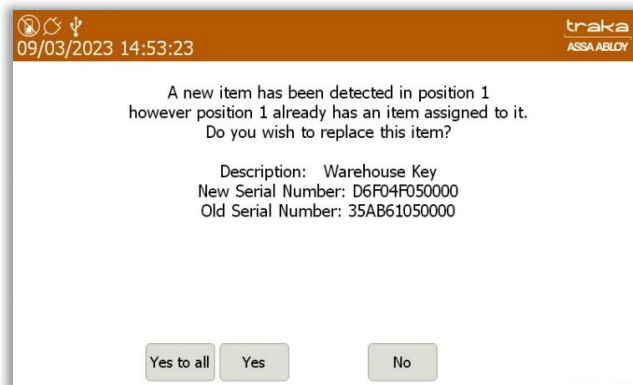 09/03/2023 14:53:23
traka
ASSA ABLOY
A new item has been detected in position 1
however position 1 already has an item assigned to it.
Do you wish to replace this item?
Description: Warehouse Key
New Serial Number: D6F04F050000
Old Serial Number: 35AB61050000
Yes to all
Yes
No